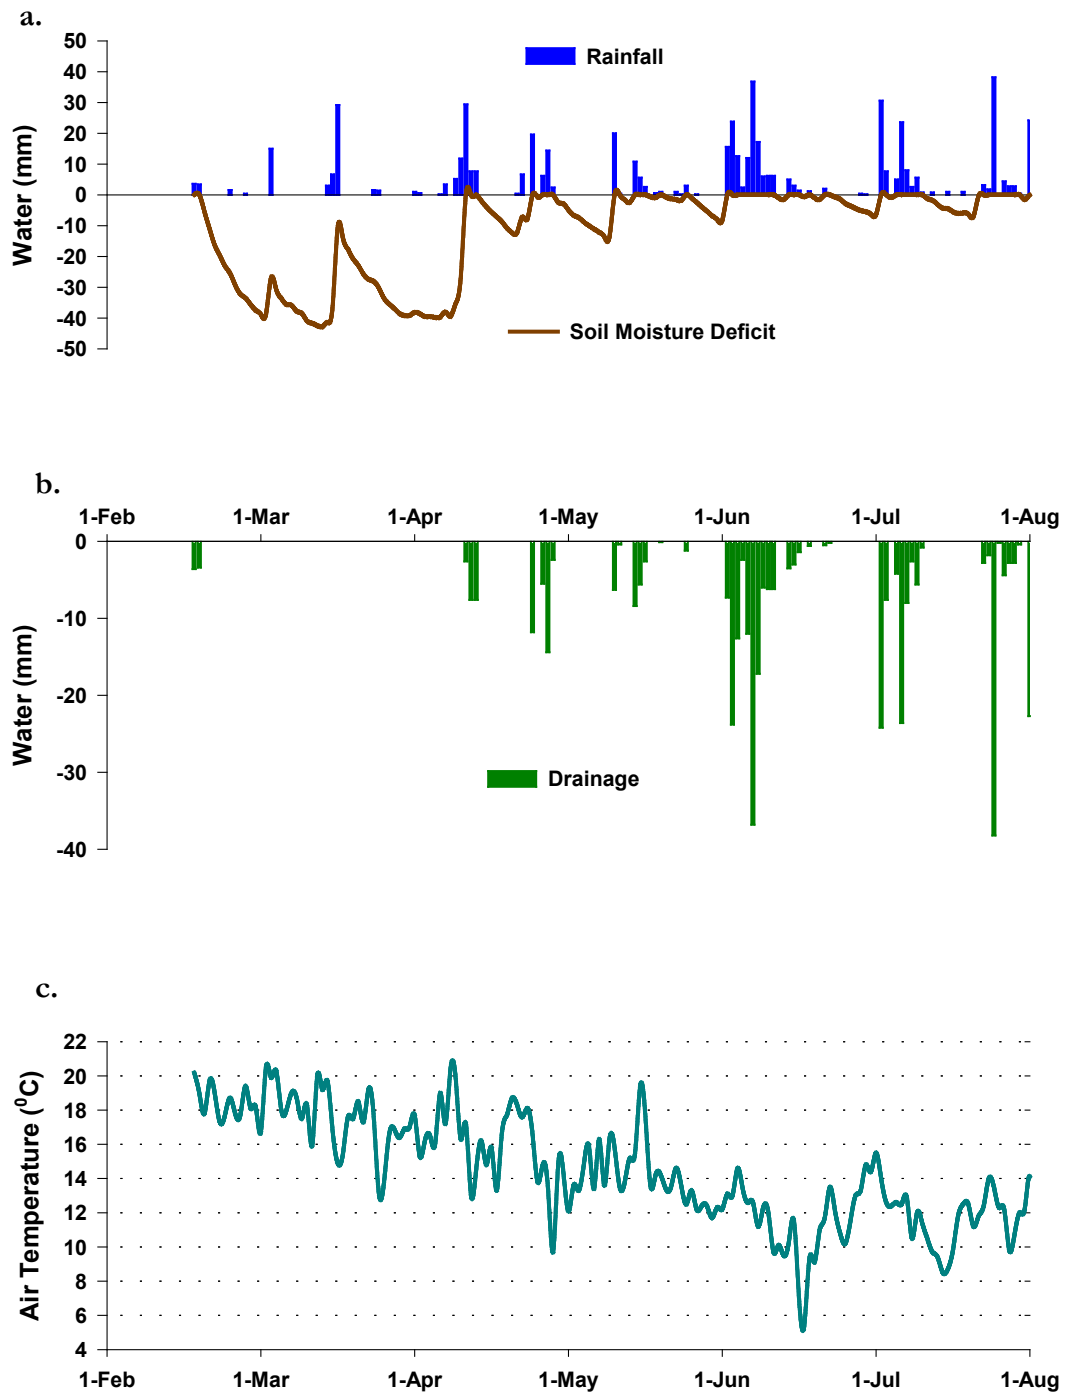 a.
50
40
30
20
10
0
-10
-20
-30
-40
-50
Water (mm)
Rainfall
Soil Moisture Deficit
b.
1-Feb 1-Mar 1-Apr 1-May 1-Jun 1-Jul 1-Aug
0
-10
-20
-30
-40
Water (mm)
Drainage
c.
22
20
18
16
14
12
10
8
6
4
Air Temperature (⁰C)
1-Feb 1-Mar 1-Apr 1-May 1-Jun 1-Jul 1-Aug